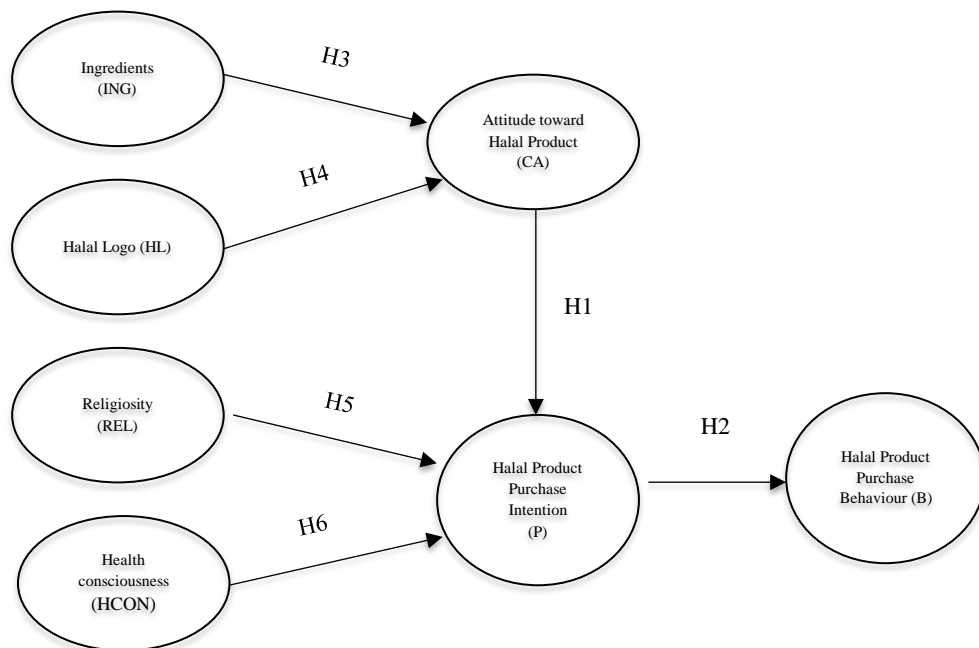 Ingredients
(ING)
H3
Attitude toward
Halal Product
(CA)
H4
Halal Logo (HL)
H1
Religiosity
(REL)
H5
Halal Product
Purchase
Intention
(P)
H2
Halal Product
Purchase
Behaviour (B)
H6
Health
consciousness
(HCON)